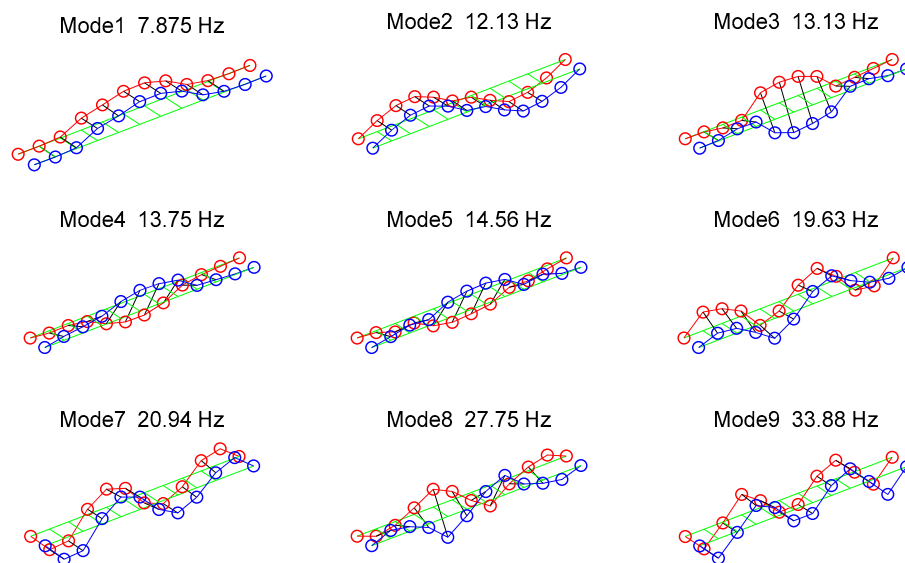 Mode1 7.875 Hz
Mode2 12.13 Hz
Mode3 13.13 Hz
Mode4 13.75 Hz
Mode5 14.56 Hz
Mode6 19.63 Hz
Mode7 20.94 Hz
Mode8 27.75 Hz
Mode9 33.88 Hz